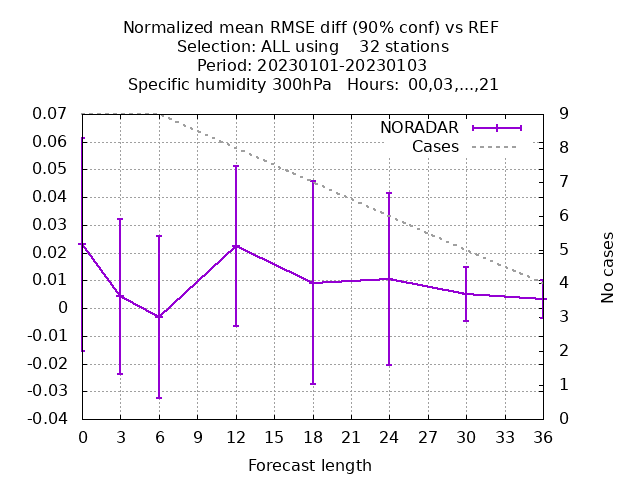 Normalized mean RMSE diff (90% conf) vs REF
Selection: ALL using 32 stations
Period: 20230101-20230103
Specific humidity 300hPa Hours: 00,03,...,21
NORADAR
Cases
0.07
0.06
0.05
0.04
0.03
0.02
0.01
0
-0.01
-0.02
-0.03
-0.04
9
8
7
6
5
4
3
2
1
0
No cases
0 3 6 9 12 15 18 21 24 27 30 33 36
Forecast length